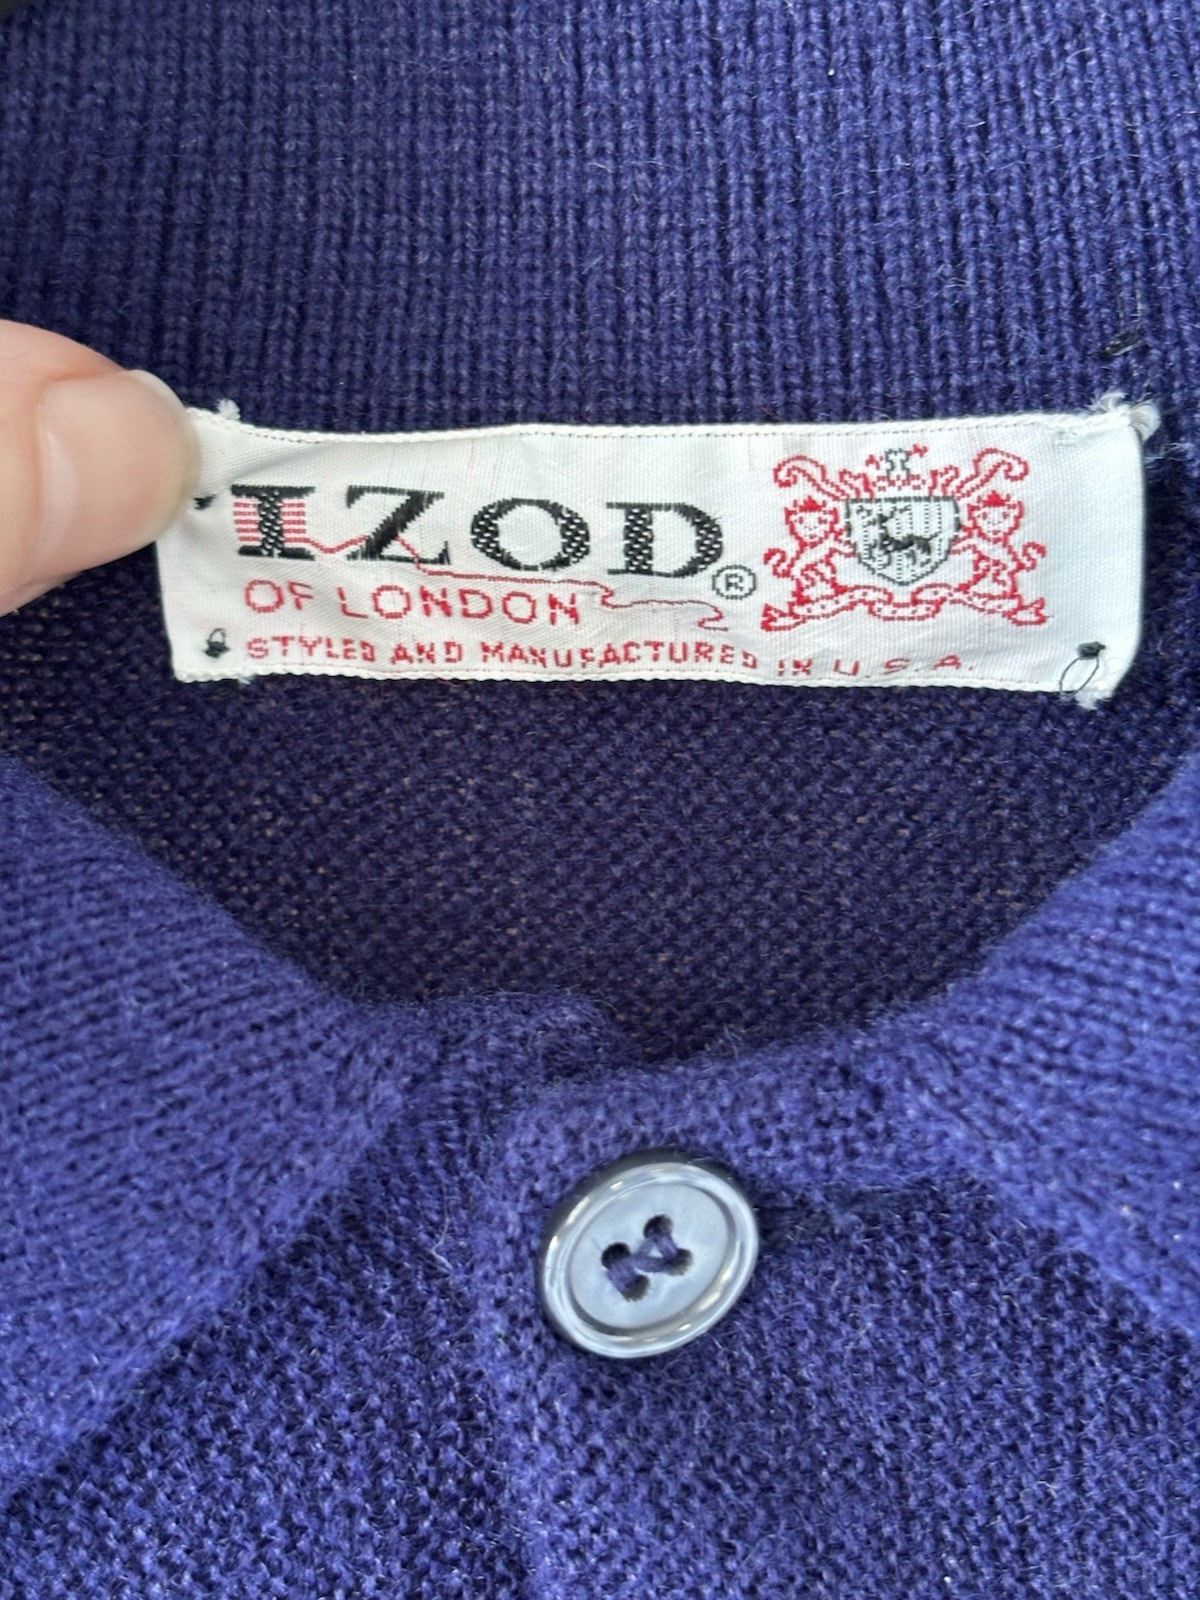 IZOD®
OF LONDON
STYLED AND MANUFACTURED IN U.S.A.